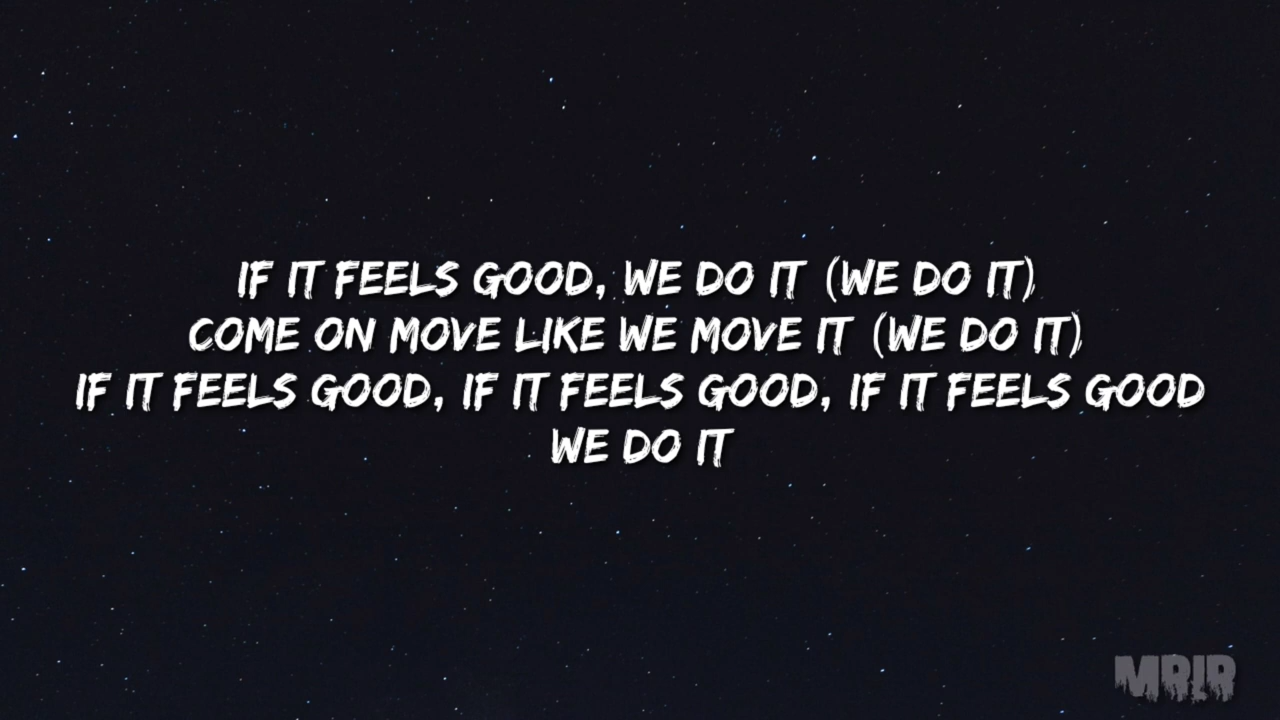 IF IT FEELS GOOD, WE DO IT (WE DO IT)
COME ON MOVE LIKE WE MOVE IT (WE DO IT)
IF IT FEELS GOOD, IF IT FEELS GOOD, IF IT FEELS GOOD
WE DO IT
MRIR